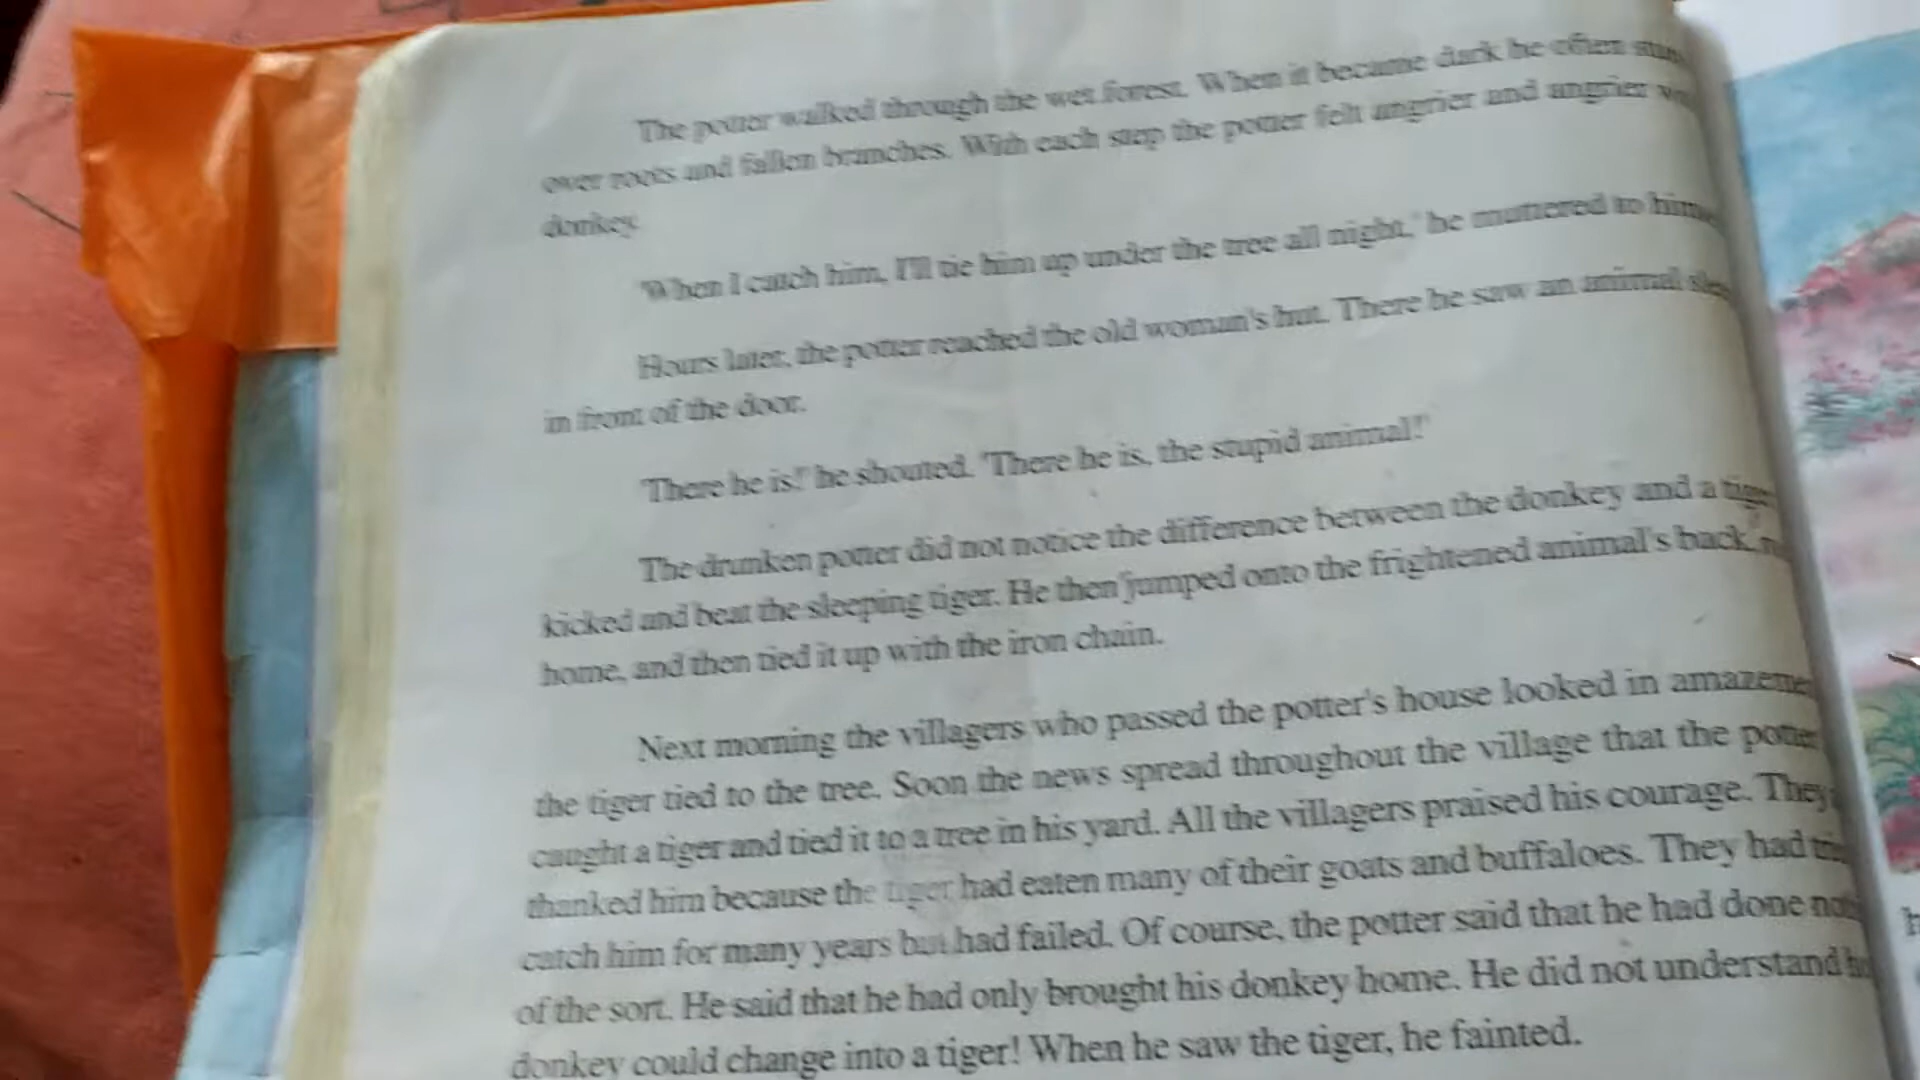 The potter walked through the wet forest. When it became dark he often
over roots and fallen branches. With each step the potter felt angrier and angrier
donkey.
'When I catch him, I'll tie him up under the tree all night,' he muttered to
Hours later, the potter reached the old woman's hut. There he saw an animal
in front of the door.
'There he is!' he shouted. 'There he is, the stupid animal!'
The drunken potter did not notice the difference between the donkey and a tiger
kicked and beat the sleeping tiger. He then jumped onto the frightened animal's back,
home, and then tied it up with the iron chain.
Next morning the villagers who passed the potter's house looked in
the tiger tied to the tree. Soon the news spread throughout the village that the potter
caught a tiger and tied it to a tree in his yard. All the villagers praised his courage. They
thanked him because the tiger had eaten many of their goats and buffaloes. They had
catch him for many years but had failed. Of course, the potter said that he had done
of the sort. He said that he had only brought his donkey home. He did not understand
donkey could change into a tiger! When he saw the tiger, he fainted.